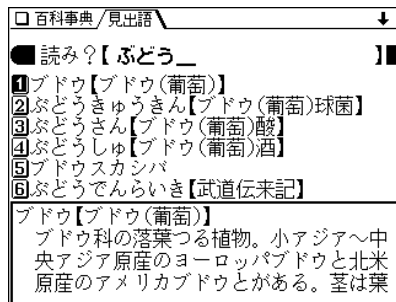 百科事典/見出語
読み?【ぶどう_ 】
1ブドウ【ブドウ(葡萄)】
2ぶどうきゅうきん【ブドウ(葡萄)球菌】
3ぶどうさん【ブドウ(葡萄)酸】
4ぶどうしゅ【ブドウ(葡萄)酒】
5ブドウスカシバ
6ぶどうでんらいき【武道伝来記】
ブドウ【ブドウ(葡萄)】
ブドウ科の落葉つる植物。小アジア〜中
央アジア原産のヨーロッパブドウと北米
原産のアメリカブドウとがある。茎は葉